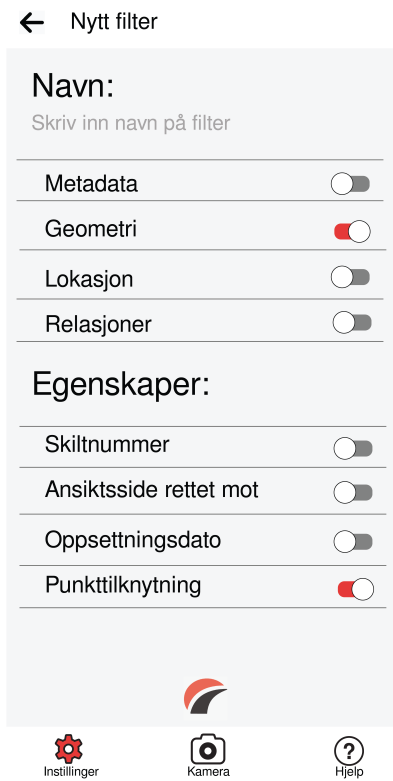 Nytt filter
Navn:
Skriv inn navn på filter
Metadata
Geometri
Lokasjon
Relasjoner
Egenskaper:
Skiltnummer
Ansiktsside rettet mot
Oppsettningsdato
Punkttilknytning
Instillinger
Kamera
Hjelp